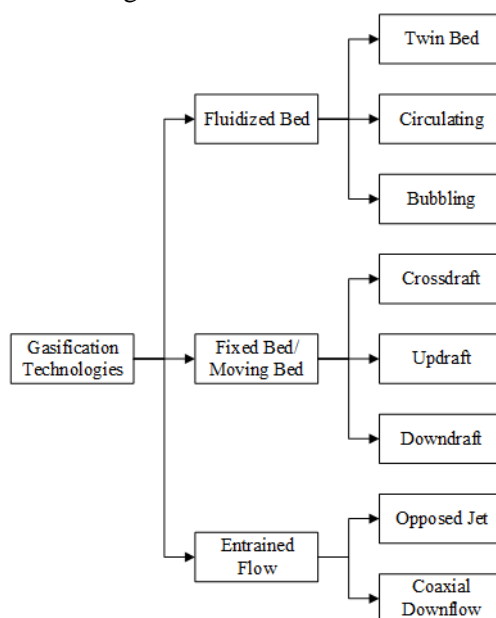 Twin Bed
Fluidized Bed
Circulating
Bubbling
Crossdraft
Gasification
Technologies
Fixed Bed/
Moving Bed
Updraft
Downdraft
Opposed Jet
Entrained
Flow
Coaxial
Downflow